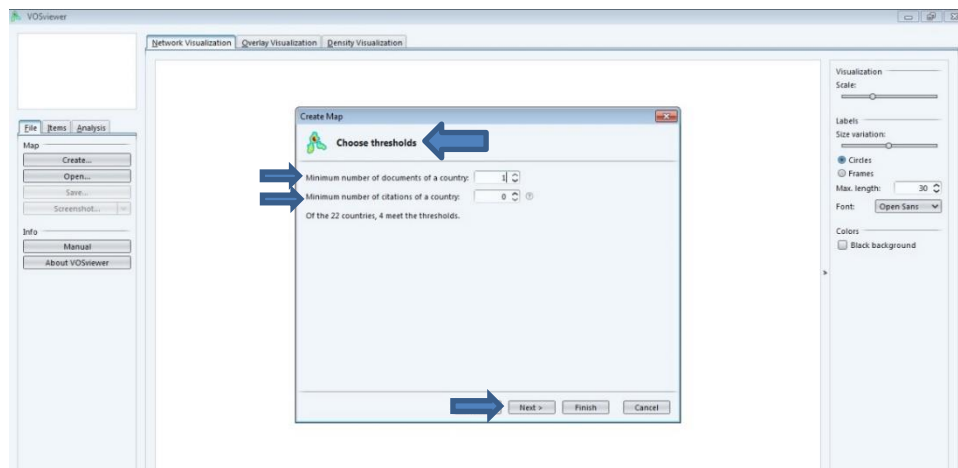 VOSviewer
Network Visualization Overlay Visualization Density Visualization
File Items Analysis
Map
Create...
Open...
Save...
Screenshot...
Info
Manual
About VOSviewer
Create Map
Choose thresholds
Minimum number of documents of a country: 1
Minimum number of citations of a country: 0
Of the 22 countries, 4 meet the thresholds.
Next > Finish Cancel
Visualization
Scale:
Labels
Size variation:
Circles
Frames
Max. length: 30
Font: Open Sans
Colors
Black background